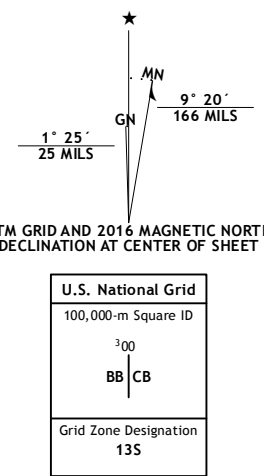 ★
MN
GN
9° 20´
166 MILS
1° 25´
25 MILS
TM GRID AND 2016 MAGNETIC NORTH
DECLINATION AT CENTER OF SHEET
U.S. National Grid
100,000-m Square ID
³00
BB CB
Grid Zone Designation
13S